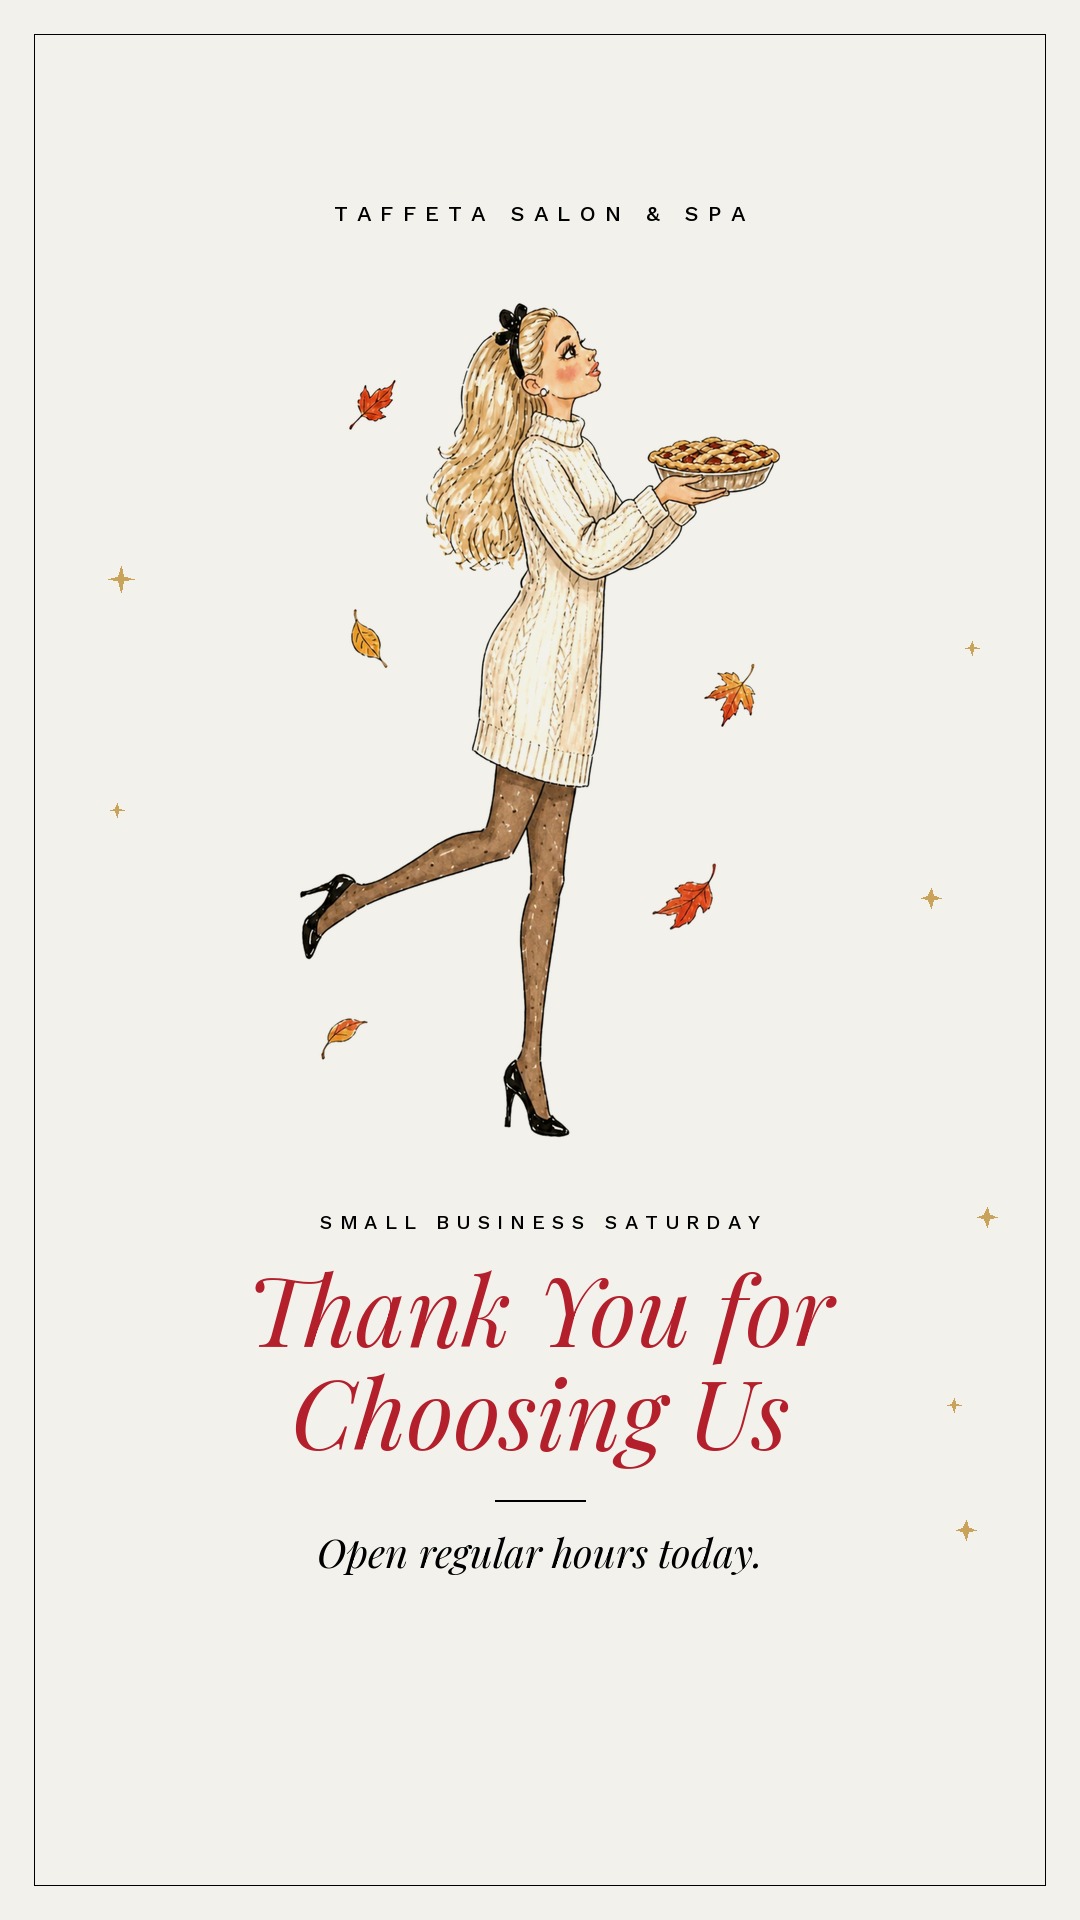 TAFFETA SALON & SPA
SMALL BUSINESS SATURDAY
Thank You for
Choosing Us
Open regular hours today.